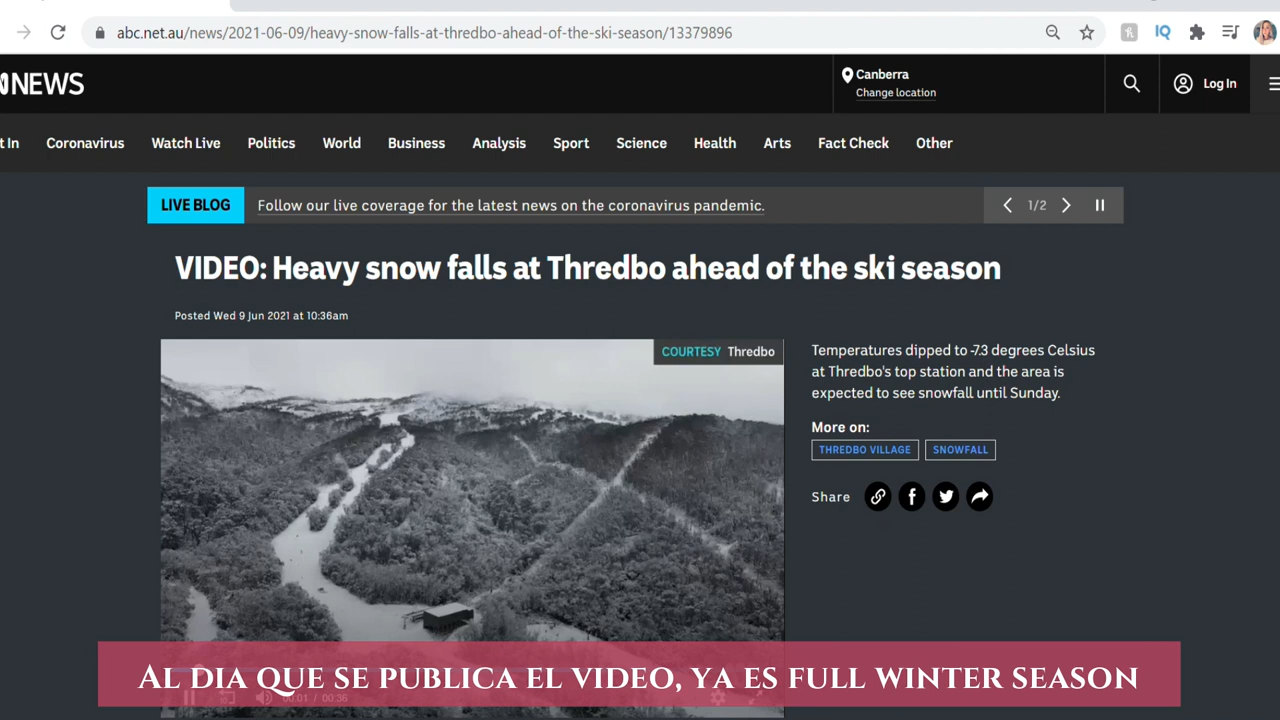 abc.net.au/news/2021-06-09/heavy-snow-falls-at-thredbo-ahead-of-the-ski-season/13379896
IQ
NEWS
Canberra
Change location
Log In
t In Coronavirus Watch Live Politics World Business Analysis Sport Science Health Arts Fact Check Other
LIVE BLOG Follow our live coverage for the latest news on the coronavirus pandemic. 1/2
VIDEO: Heavy snow falls at Thredbo ahead of the ski season
Posted Wed 9 Jun 2021 at 10:36am
COURTESY Thredbo
Temperatures dipped to -7.3 degrees Celsius
at Thredbo's top station and the area is
expected to see snowfall until Sunday.
More on:
THREDBO VILLAGE SNOWFALL
Share
AL DIA QUE SE PUBLICA EL VIDEO, YA ES FULL WINTER SEASON
0:01 / 00:36